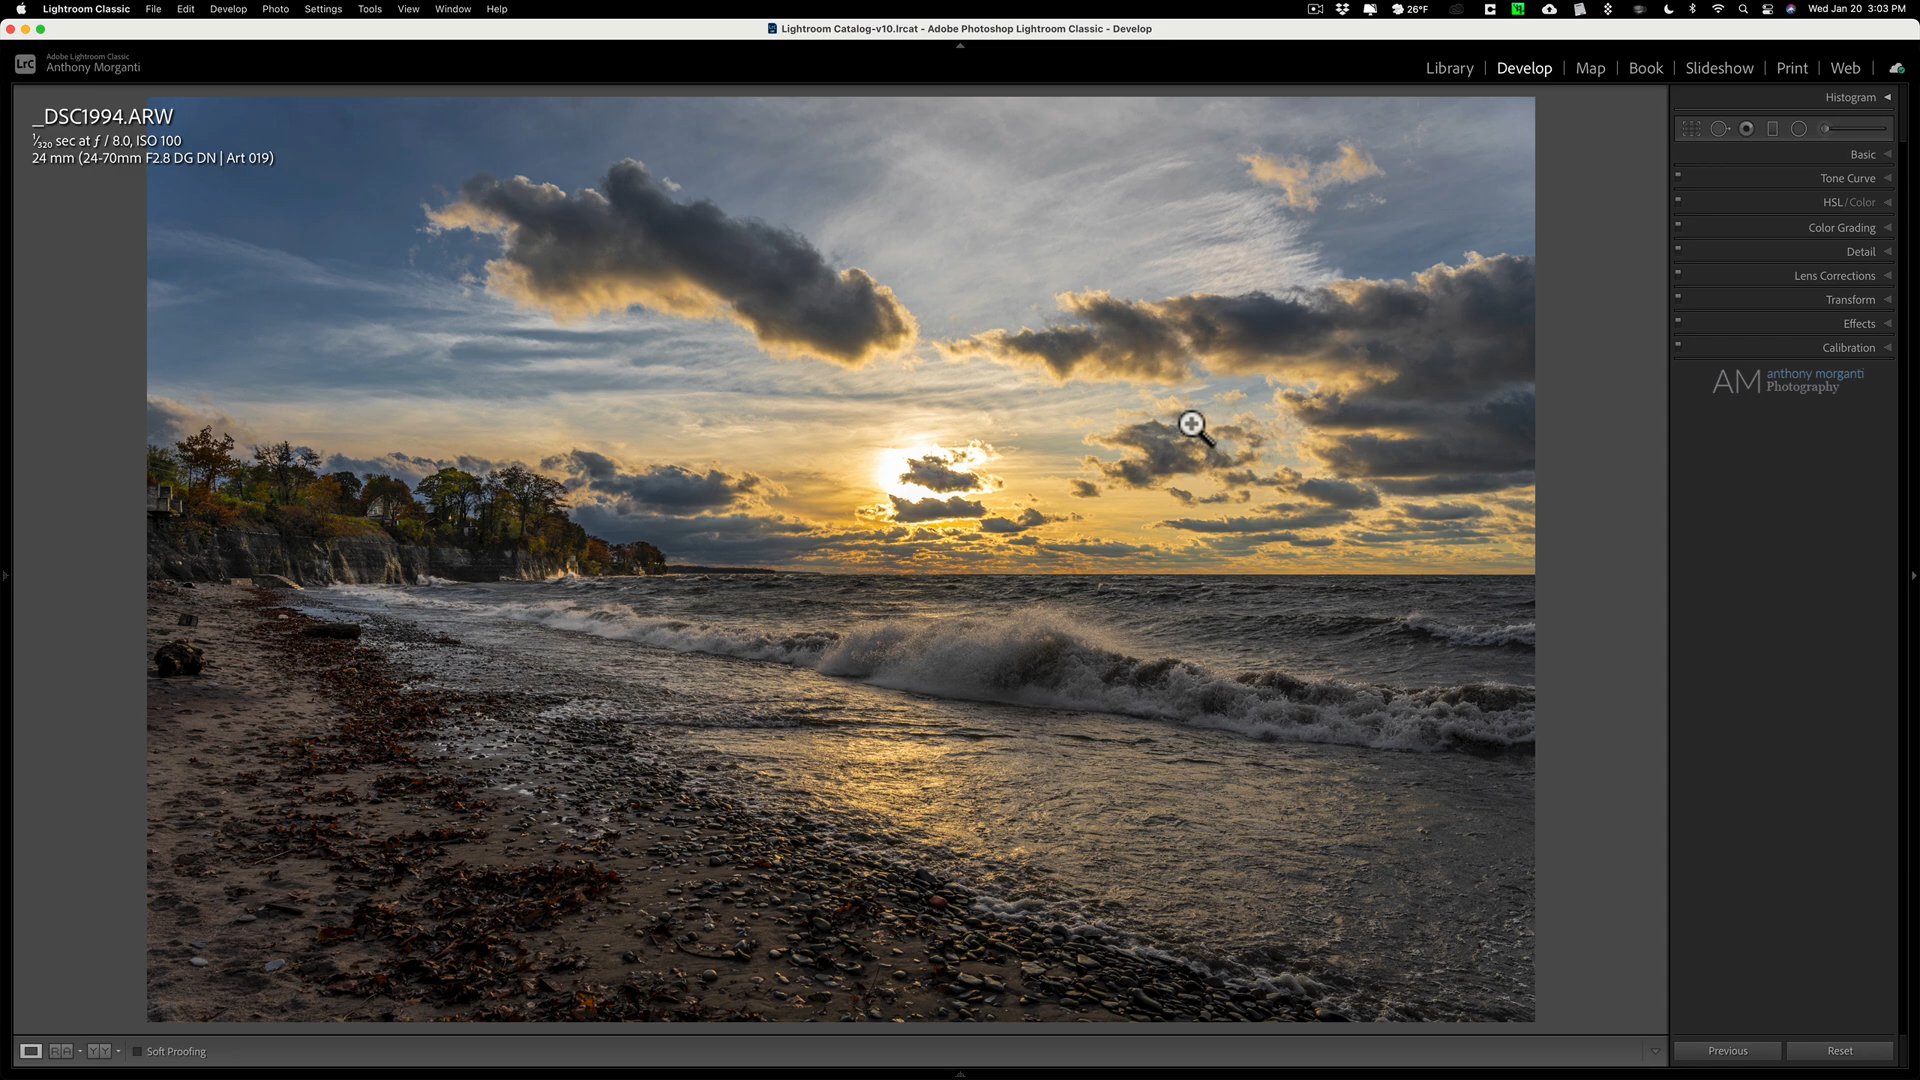 Lightroom Classic File Edit Develop Photo Settings Tools View Window Help 26°F Wed Jan 20 3:03 PM
Lightroom Catalog-v10.lrcat - Adobe Photoshop Lightroom Classic - Develop
LrC Adobe Lightroom Classic
Anthony Morganti
Library | Develop | Map | Book | Slideshow | Print | Web |
_DSC1994.ARW
1/320 sec at ƒ / 8.0, ISO 100
24 mm (24-70mm F2.8 DG DN | Art 019)
Histogram
Basic
Tone Curve
HSL / Color
Color Grading
Detail
Lens Corrections
Transform
Effects
Calibration
AM anthony morganti
Photography
R A Y Y Soft Proofing
Previous Reset